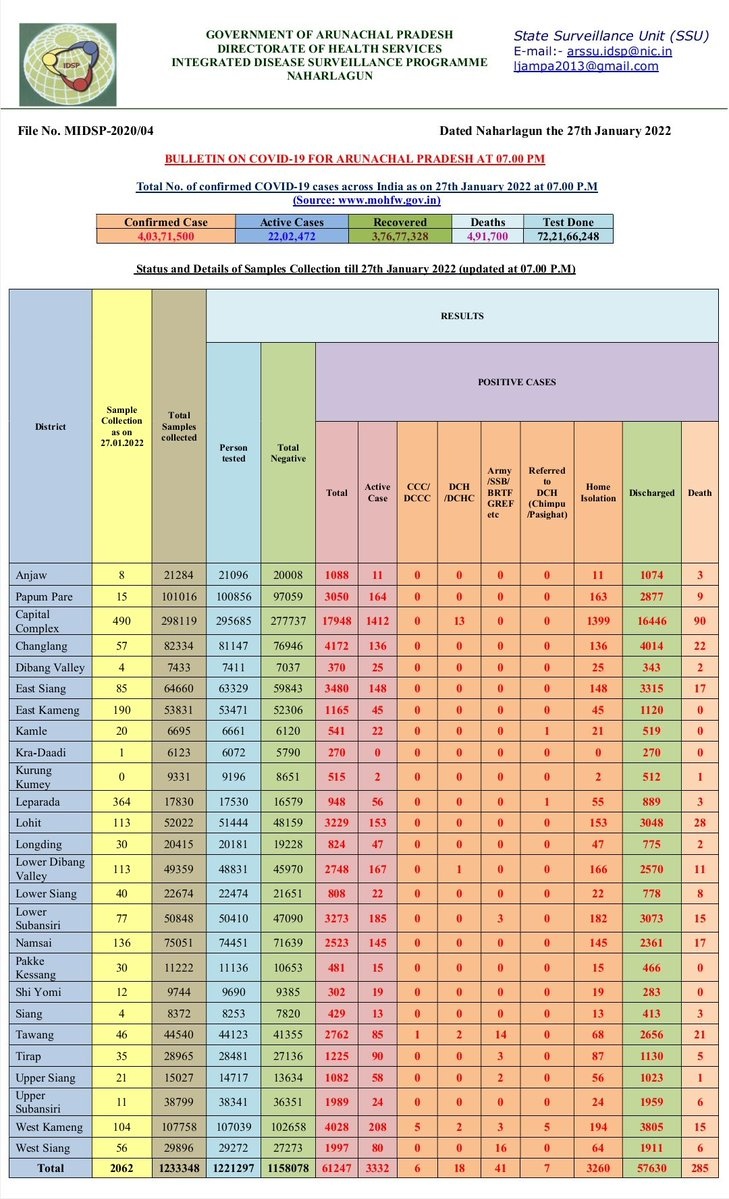 IDSP
GOVERNMENT OF ARUNACHAL PRADESH
DIRECTORATE OF HEALTH SERVICES
INTEGRATED DISEASE SURVEILLANCE PROGRAMME
NAHARLAGUN
State Surveillance Unit (SSU)
E-mail:- arssu.idsp@nic.in
ljampa2013@gmail.com
File No. MIDSP-2020/04 Dated Naharlagun the 27th January 2022
BULLETIN ON COVID-19 FOR ARUNACHAL PRADESH AT 07.00 PM
Total No. of confirmed COVID-19 cases across India as on 27th January 2022 at 07.00 P.M
(Source: www.mohfw.gov.in)
Confirmed Case Active Cases Recovered Deaths Test Done
4,03,71,500 22,02,472 3,76,77,328 4,91,700 72,21,66,248
Status and Details of Samples Collection till 27th January 2022 (updated at 07.00 P.M)
District
Sample
Collection
as on
27.01.2022
Total
Samples
collected
RESULTS
Person
tested
Total
Negative
POSITIVE CASES
Total
Active
Case
CCC/
DCCC
DCH
/DCHC
Army
/SSB/
BRTF
GREF
etc
Referred
to
DCH
(Chimpu
/Pasighat)
Home
Isolation
Discharged
Death
Anjaw 8 21284 21096 20008 1088 11 0 0 0 0 11 1074 3
Papum Pare 15 101016 100856 97059 3050 164 0 0 0 0 163 2877 9
Capital
Complex 490 298119 295685 277737 17948 1412 0 13 0 0 1399 16446 90
Changlang 57 82334 81147 76946 4172 136 0 0 0 0 136 4014 22
Dibang Valley 4 7433 7411 7037 370 25 0 0 0 0 25 343 2
East Siang 85 64660 63329 59843 3480 148 0 0 0 0 148 3315 17
East Kameng 190 53831 53471 52306 1165 45 0 0 0 0 45 1120 0
Kamle 20 6695 6661 6120 541 22 0 0 0 1 21 519 0
Kra-Daadi 1 6123 6072 5790 270 0 0 0 0 0 0 270 0
Kurung
Kumey 0 9331 9196 8651 515 2 0 0 0 0 2 512 1
Leparada 364 17830 17530 16579 948 56 0 0 0 1 55 889 3
Lohit 113 52022 51444 48159 3229 153 0 0 0 0 153 3048 28
Longding 30 20415 20181 19228 824 47 0 0 0 0 47 775 2
Lower Dibang
Valley 113 49359 48831 45970 2748 167 0 1 0 0 166 2570 11
Lower Siang 40 22674 22474 21651 808 22 0 0 0 0 22 778 8
Lower
Subansiri 77 50848 50410 47090 3273 185 0 0 3 0 182 3073 15
Namsai 136 75051 74451 71639 2523 145 0 0 0 0 145 2361 17
Pakke
Kessang 30 11222 11136 10653 481 15 0 0 0 0 15 466 0
Shi Yomi 12 9744 9690 9385 302 19 0 0 0 0 19 283 0
Siang 4 8372 8253 7820 429 13 0 0 0 0 13 413 3
Tawang 46 44540 44123 41355 2762 85 1 2 14 0 68 2656 21
Tirap 35 28965 28481 27136 1225 90 0 0 3 0 87 1130 5
Upper Siang 21 15027 14717 13634 1082 58 0 0 2 0 56 1023 1
Upper
Subansiri 11 38799 38341 36351 1989 24 0 0 0 0 24 1959 6
West Kameng 104 107758 107039 102658 4028 208 5 2 3 5 194 3805 15
West Siang 56 29896 29272 27273 1997 80 0 0 16 0 64 1911 6
Total 2062 1233348 1221297 1158078 61247 3332 6 18 41 7 3260 57630 285